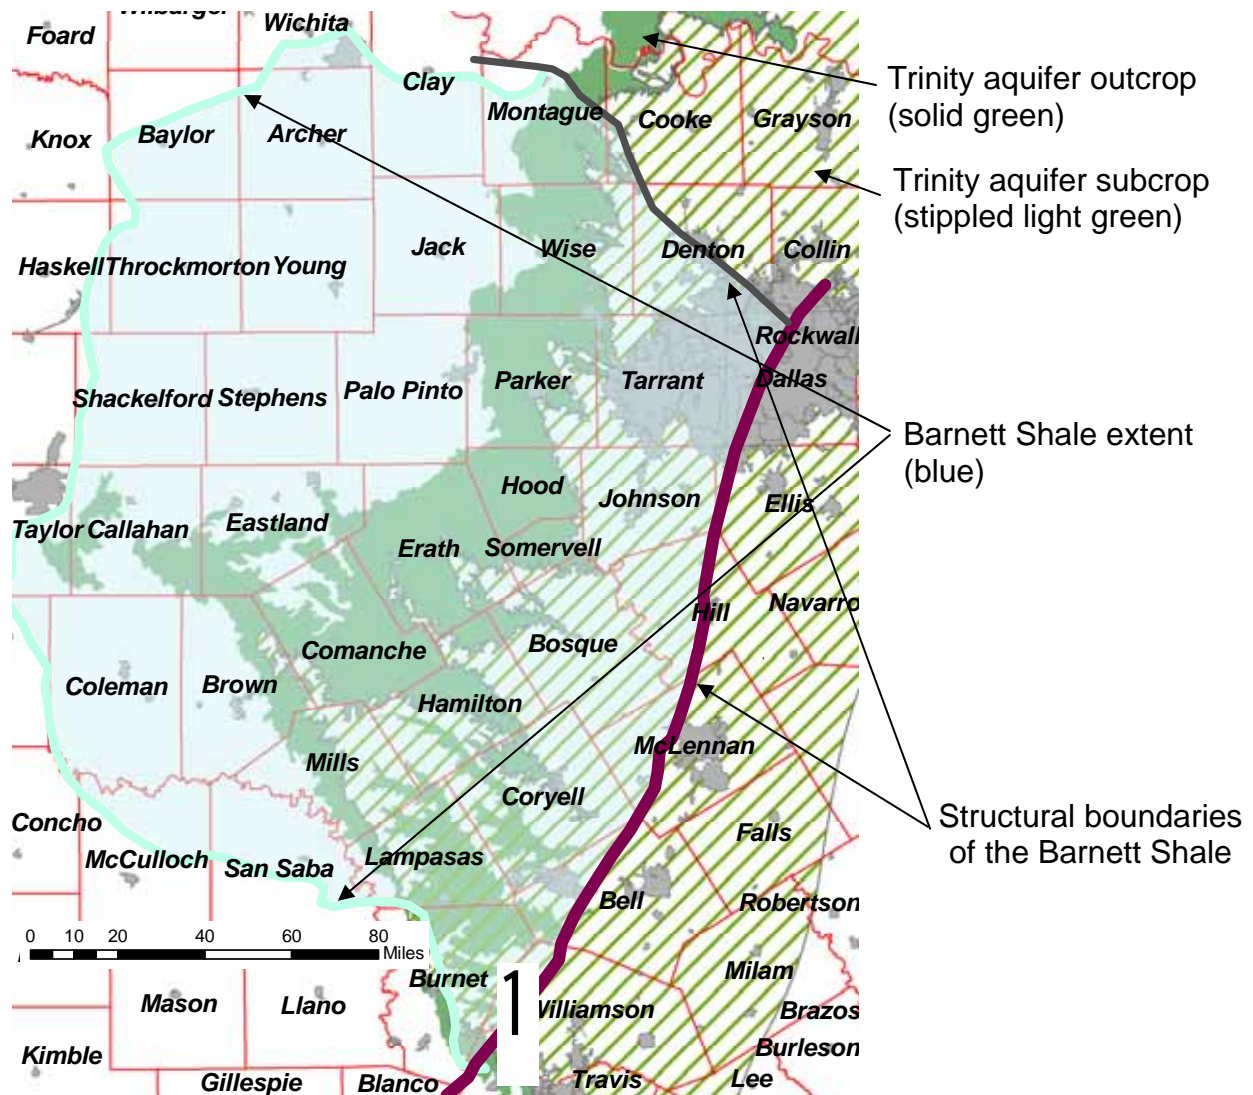 Wilbarger
Wichita
Foard
Clay
Montague
Cooke
Grayson
Knox
Baylor
Archer
Trinity aquifer outcrop
(solid green)
Trinity aquifer subcrop
(stippled light green)
Jack
Wise
Denton
Collin
Haskell
Throckmorton
Young
Rockwall
Shackelford
Stephens
Palo Pinto
Parker
Tarrant
Dallas
Barnett Shale extent
(blue)
Hood
Johnson
Ellis
Taylor
Callahan
Eastland
Erath
Somervell
Hill
Navarro
Comanche
Bosque
Coleman
Brown
Hamilton
Mills
McLennan
Coryell
Structural boundaries
of the Barnett Shale
Concho
McCulloch
San Saba
Lampasas
Falls
Bell
Robertson
0 10 20 40 60 80
Miles
Burnet
Milam
Mason
Llano
1
Williamson
Brazos
Kimble
Burleson
Gillespie
Blanco
Travis
Lee